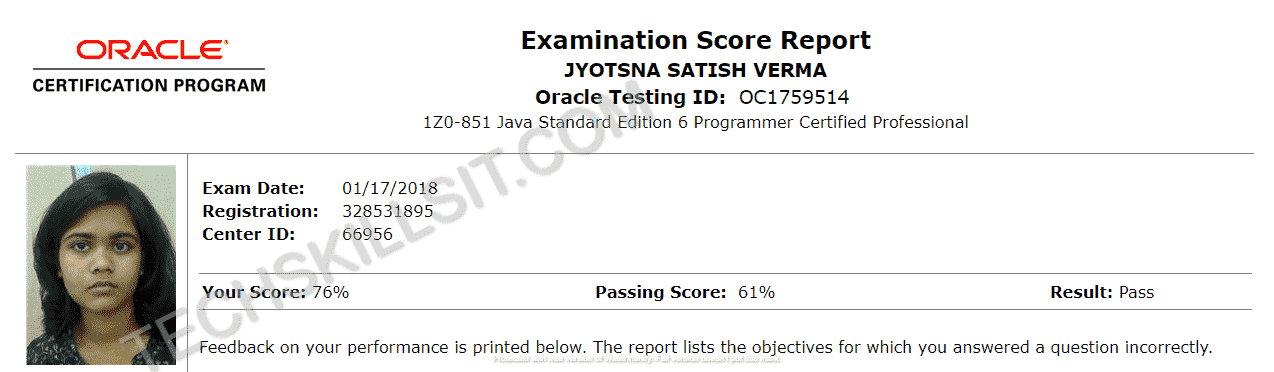 ORACLE
CERTIFICATION PROGRAM
Examination Score Report
JYOTSNA SATISH VERMA
Oracle Testing ID: OC1759514
1Z0-851 Java Standard Edition 6 Programmer Certified Professional
Exam Date: 01/17/2018
Registration: 328531895
Center ID: 66956
Your Score: 76% Passing Score: 61% Result: Pass
Feedback on your performance is printed below. The report lists the objectives for which you answered a question incorrectly.
TECHSKILLSIT.COM